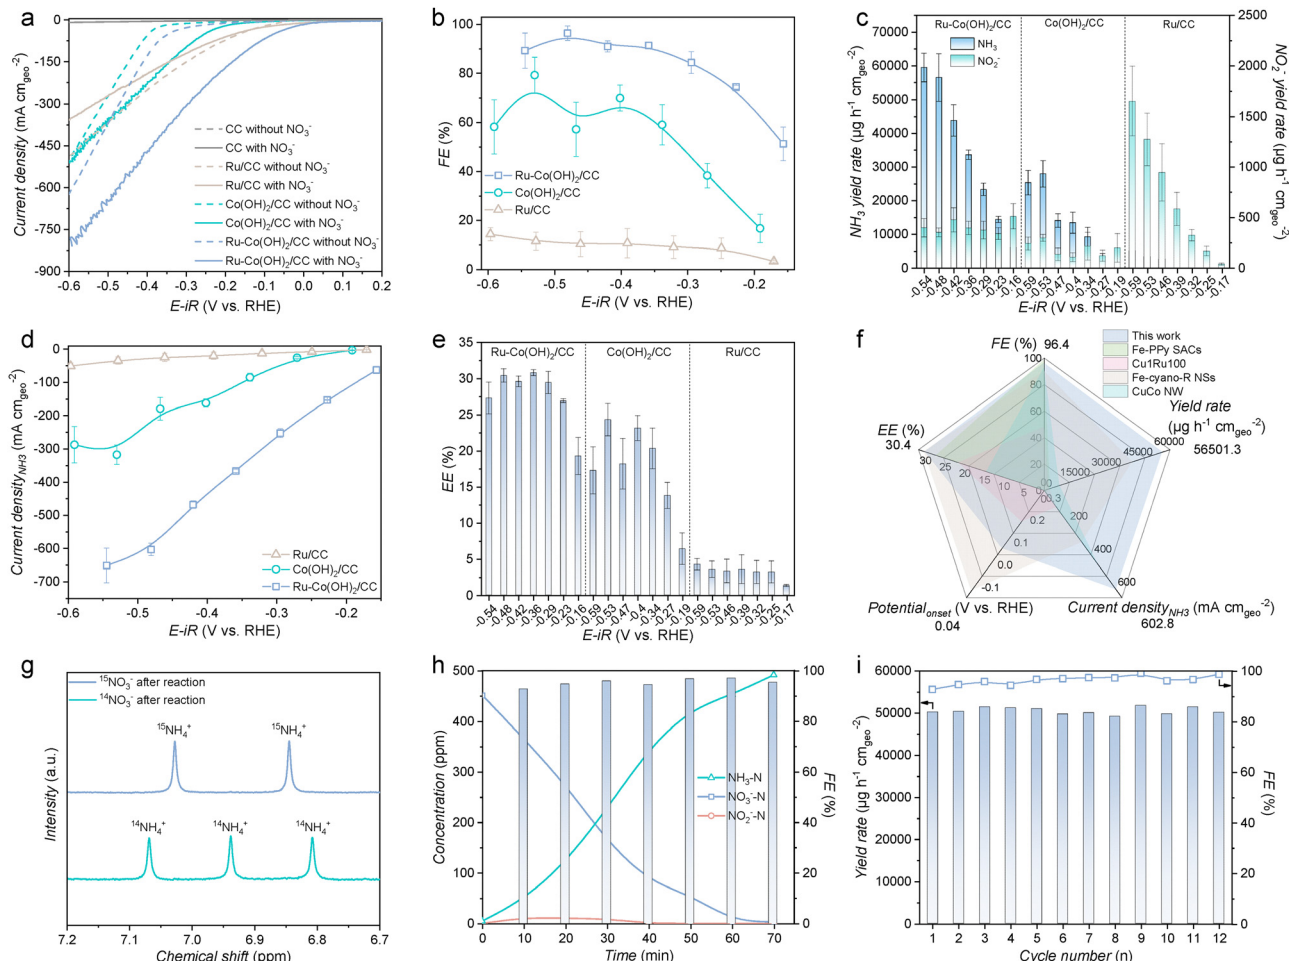 a
0
-150
-300
-450
-600
-750
-900
Current density (mA cm_geo^-2)
CC without NO₃⁻
CC with NO₃⁻
Ru/CC without NO₃⁻
Ru/CC with NO₃⁻
Co(OH)₂/CC without NO₃⁻
Co(OH)₂/CC with NO₃⁻
Ru-Co(OH)₂/CC without NO₃⁻
Ru-Co(OH)₂/CC with NO₃⁻
-0.6 -0.5 -0.4 -0.3 -0.2 -0.1 0.0 0.1 0.2
E-iR (V vs. RHE)
b
100
80
60
40
20
0
FE (%)
Ru-Co(OH)₂/CC
Co(OH)₂/CC
Ru/CC
-0.6 -0.5 -0.4 -0.3 -0.2
E-iR (V vs. RHE)
c
Ru-Co(OH)₂/CC Co(OH)₂/CC Ru/CC
NH₃
NO₂⁻
70000
60000
50000
40000
30000
20000
10000
0
NH₃ yield rate (µg h⁻¹ cm_geo^-2)
2500
2000
1500
1000
500
0
NO₂⁻ yield rate (µg h⁻¹ cm_geo^-2)
-0.54 -0.48 -0.42 -0.36 -0.29 -0.23 -0.16 -0.59 -0.53 -0.47 -0.4 -0.34 -0.27 -0.19 -0.59 -0.53 -0.46 -0.39 -0.32 -0.25 -0.17
E-iR (V vs. RHE)
d
0
-100
-200
-300
-400
-500
-600
-700
Current density_NH3 (mA cm_geo^-2)
Ru/CC
Co(OH)₂/CC
Ru-Co(OH)₂/CC
-0.6 -0.5 -0.4 -0.3 -0.2
E-iR (V vs. RHE)
e
Ru-Co(OH)₂/CC Co(OH)₂/CC Ru/CC
35
30
25
20
15
10
5
0
EE (%)
-0.54 -0.48 -0.42 -0.36 -0.29 -0.23 -0.16 -0.59 -0.53 -0.47 -0.4 -0.34 -0.27 -0.19 -0.59 -0.53 -0.46 -0.39 -0.32 -0.25 -0.17
E-iR (V vs. RHE)
f
This work
Fe-PPy SACs
Cu1Ru100
Fe-cyano-R NSs
CuCo NW
FE (%) 96.4
100
80
60
40
20
0
Yield rate
(µg h⁻¹ cm_geo^-2)
56501.3
60000
45000
30000
15000
0
EE (%)
30.4
30 25 20 15 10 5
0.3
0.2
0.1
0.0
-0.1
200
400
600
Potential_onset (V vs. RHE)
0.04
Current density_NH3 (mA cm_geo^-2)
602.8
g
¹⁵NO₃⁻ after reaction
¹⁴NO₃⁻ after reaction
¹⁵NH₄⁺ ¹⁵NH₄⁺
¹⁴NH₄⁺ ¹⁴NH₄⁺ ¹⁴NH₄⁺
Intensity (a.u.)
7.2 7.1 7.0 6.9 6.8 6.7
Chemical shift (ppm)
h
500
450
400
350
300
250
200
150
100
50
0
Concentration (ppm)
NH₃-N
NO₃⁻-N
NO₂⁻-N
100
80
60
40
20
0
FE (%)
0 10 20 30 40 50 60 70
Time (min)
i
60000
50000
40000
30000
20000
10000
0
Yield rate (µg h⁻¹ cm_geo^-2)
100
80
60
40
20
0
FE (%)
1 2 3 4 5 6 7 8 9 10 11 12
Cycle number (n)